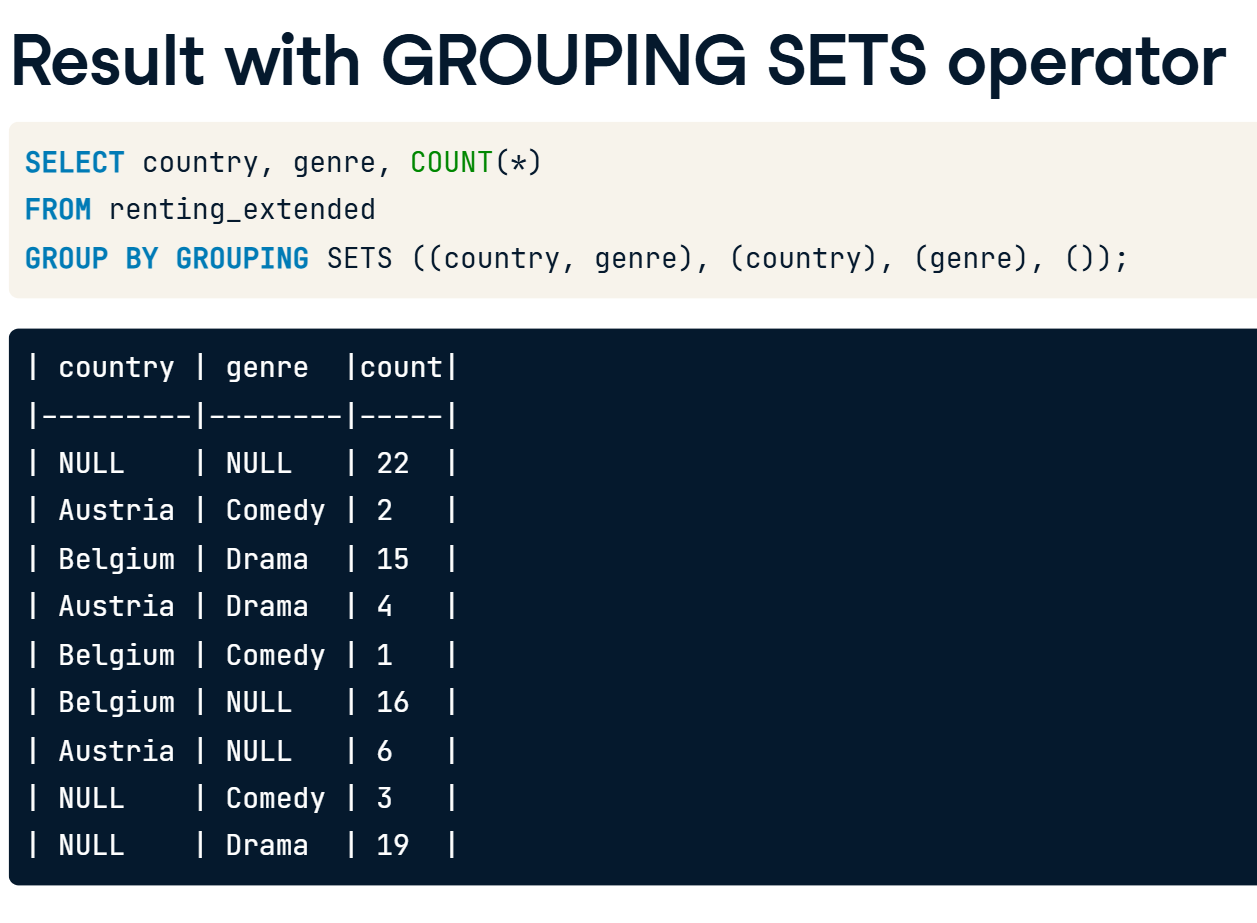 Result with GROUPING SETS operator
SELECT country, genre, COUNT(*)
FROM renting_extended
GROUP BY GROUPING SETS ((country, genre), (country), (genre), ());
| country | genre  |count|
|---------|--------|-----|
| NULL    | NULL   | 22  |
| Austria | Comedy | 2   |
| Belgium | Drama  | 15  |
| Austria | Drama  | 4   |
| Belgium | Comedy | 1   |
| Belgium | NULL   | 16  |
| Austria | NULL   | 6   |
| NULL    | Comedy | 3   |
| NULL    | Drama  | 19  |